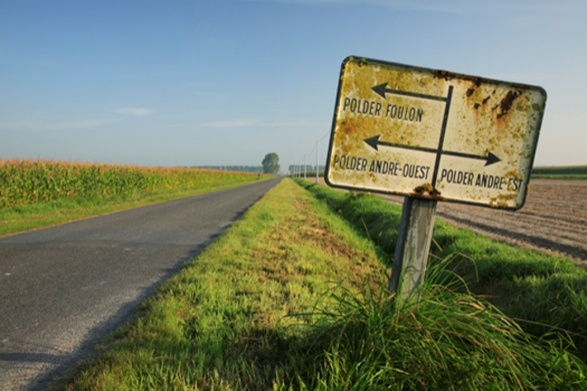 POLDER FOULON
POLDER ANDRE-OUEST
POLDER ANDRE-EST